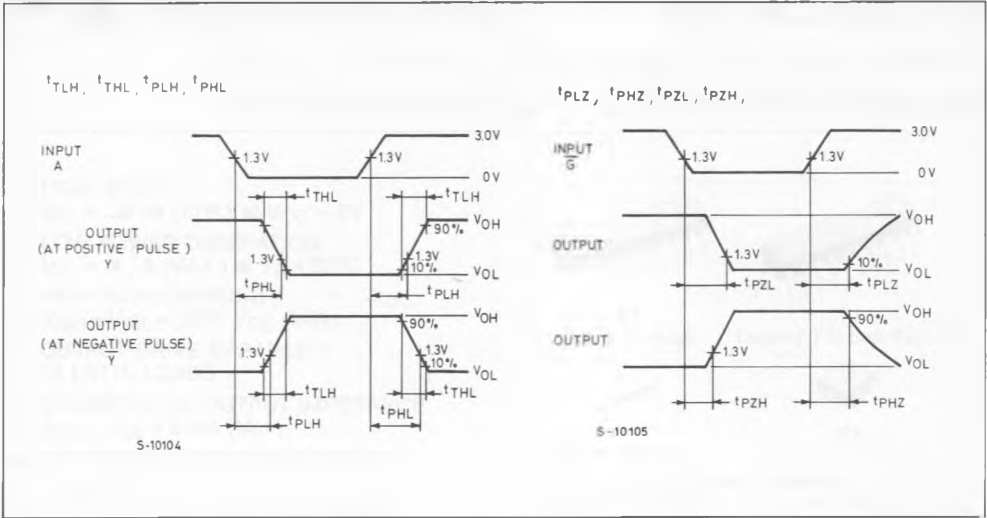 tTLH, tTHL, tPLH, tPHL
INPUT
A
3.0V
1.3V
1.3V
0V
tTHL
tTLH
OUTPUT
(AT POSITIVE PULSE)
Y
VOH
90%
1.3V
1.3V
10%
VOL
tPHL
tPLH
OUTPUT
(AT NEGATIVE PULSE)
Y
VOH
90%
1.3V
1.3V
10%
VOL
tTLH
tTHL
tPLH
tPHL
S-10104
tPLZ, tPHZ, tPZL, tPZH,
INPUT
G
3.0V
1.3V
1.3V
0V
OUTPUT
VOH
1.3V
10%
VOL
tPZL
tPLZ
OUTPUT
VOH
90%
1.3V
VOL
tPZH
tPHZ
S-10105